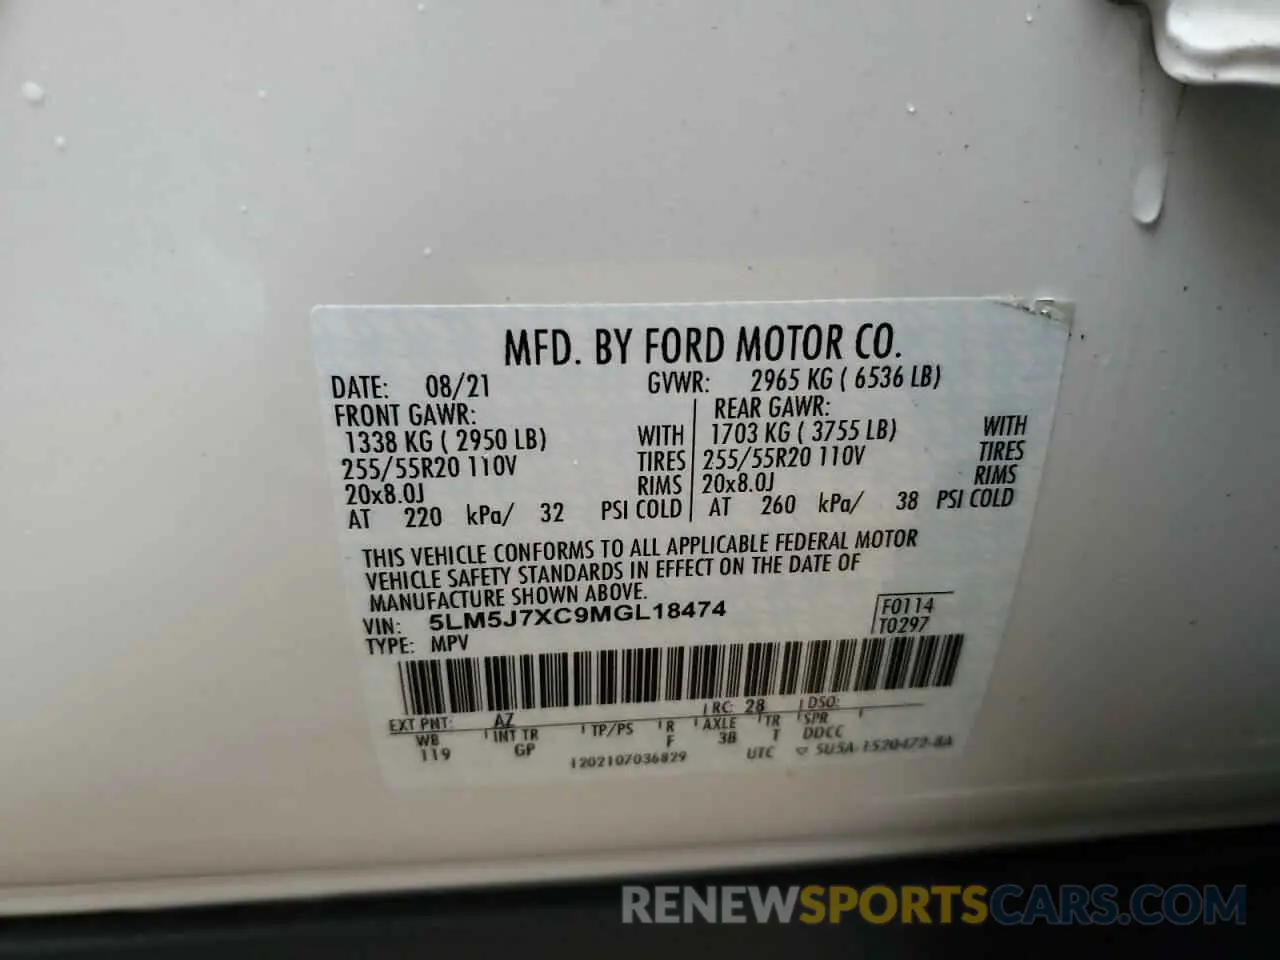 MFD. BY FORD MOTOR CO.
DATE: 08/21 GVWR: 2965 KG ( 6536 LB)
FRONT GAWR: REAR GAWR:
1338 KG ( 2950 LB) WITH 1703 KG ( 3755 LB) WITH
255/55R20 110V TIRES 255/55R20 110V TIRES
20x8.0J RIMS 20x8.0J RIMS
AT 220 kPa/ 32 PSI COLD AT 260 kPa/ 38 PSI COLD
THIS VEHICLE CONFORMS TO ALL APPLICABLE FEDERAL MOTOR
VEHICLE SAFETY STANDARDS IN EFFECT ON THE DATE OF
MANUFACTURE SHOWN ABOVE.
VIN: 5LM5J7XC9MGL18474 F0114
TYPE: MPV T0297
EXT PNT: AZ RC: 28 DSO:
WB INT TR TP/PS R AXLE TR SPR
119 GP F 3B T DDCC
1202107036829 UTC 5U5A-1520472-BA
RENEWSPORTSCARS.COM